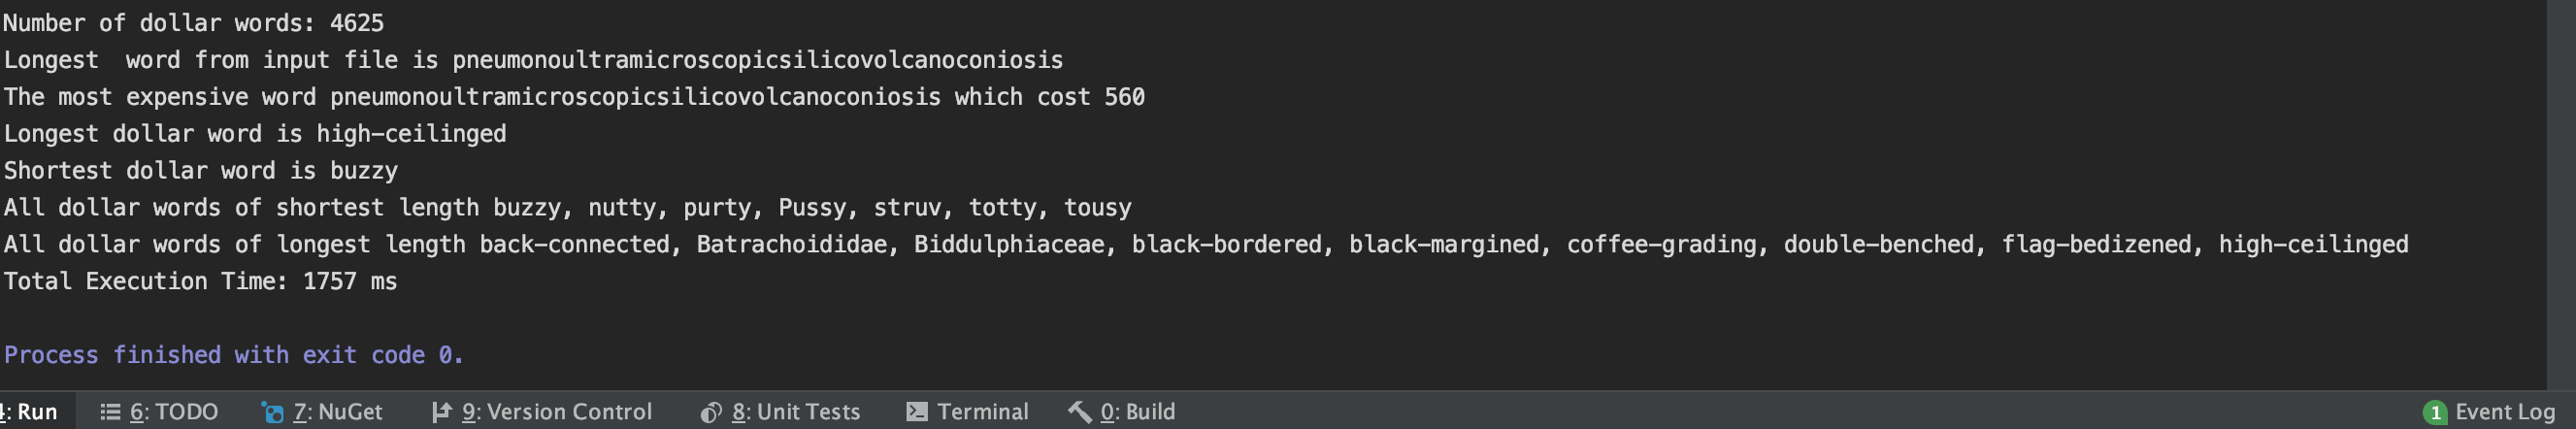 Number of dollar words: 4625
Longest  word from input file is pneumonoultramicroscopicsilicovolcanoconiosis
The most expensive word pneumonoultramicroscopicsilicovolcanoconiosis which cost 560
Longest dollar word is high-ceilinged
Shortest dollar word is buzzy
All dollar words of shortest length buzzy, nutty, purty, Pussy, struv, totty, tousy
All dollar words of longest length back-connected, Batrachoididae, Biddulphiaceae, black-bordered, black-margined, coffee-grading, double-benched, flag-bedizened, high-ceilinged
Total Execution Time: 1757 ms
Process finished with exit code 0.
4: Run 6: TODO 7: NuGet 9: Version Control 8: Unit Tests Terminal 0: Build 1 Event Log